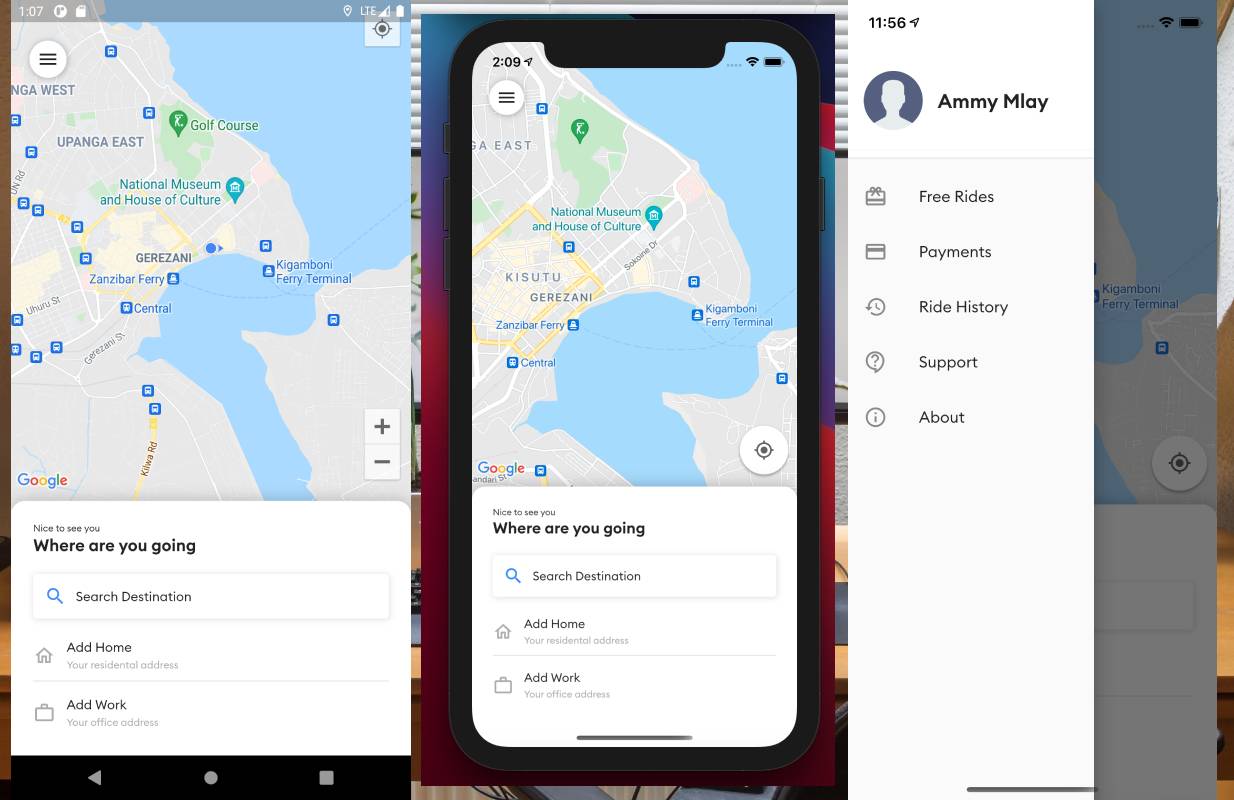 1:07
LTE
NGA WEST
UPANGA EAST
Golf Course
UN Rd
National Museum
and House of Culture
GEREZANI
Kigamboni
Ferry Terminal
Zanzibar Ferry
Uhuru St
Central
Gerezani St
Kilwa Rd
Google
Nice to see you
Where are you going
Search Destination
Add Home
Your residental address
Add Work
Your office address
2:09
GA EAST
National Museum
and House of Culture
Sokoine Dr
KISUTU
GEREZANI
Kigamboni
Ferry Terminal
Zanzibar Ferry
Central
Google
andari St
Nice to see you
Where are you going
Search Destination
Add Home
Your residental address
Add Work
Your office address
11:56
Ammy Mlay
Free Rides
Payments
Ride History
Support
About
Kigamboni
Ferry Terminal